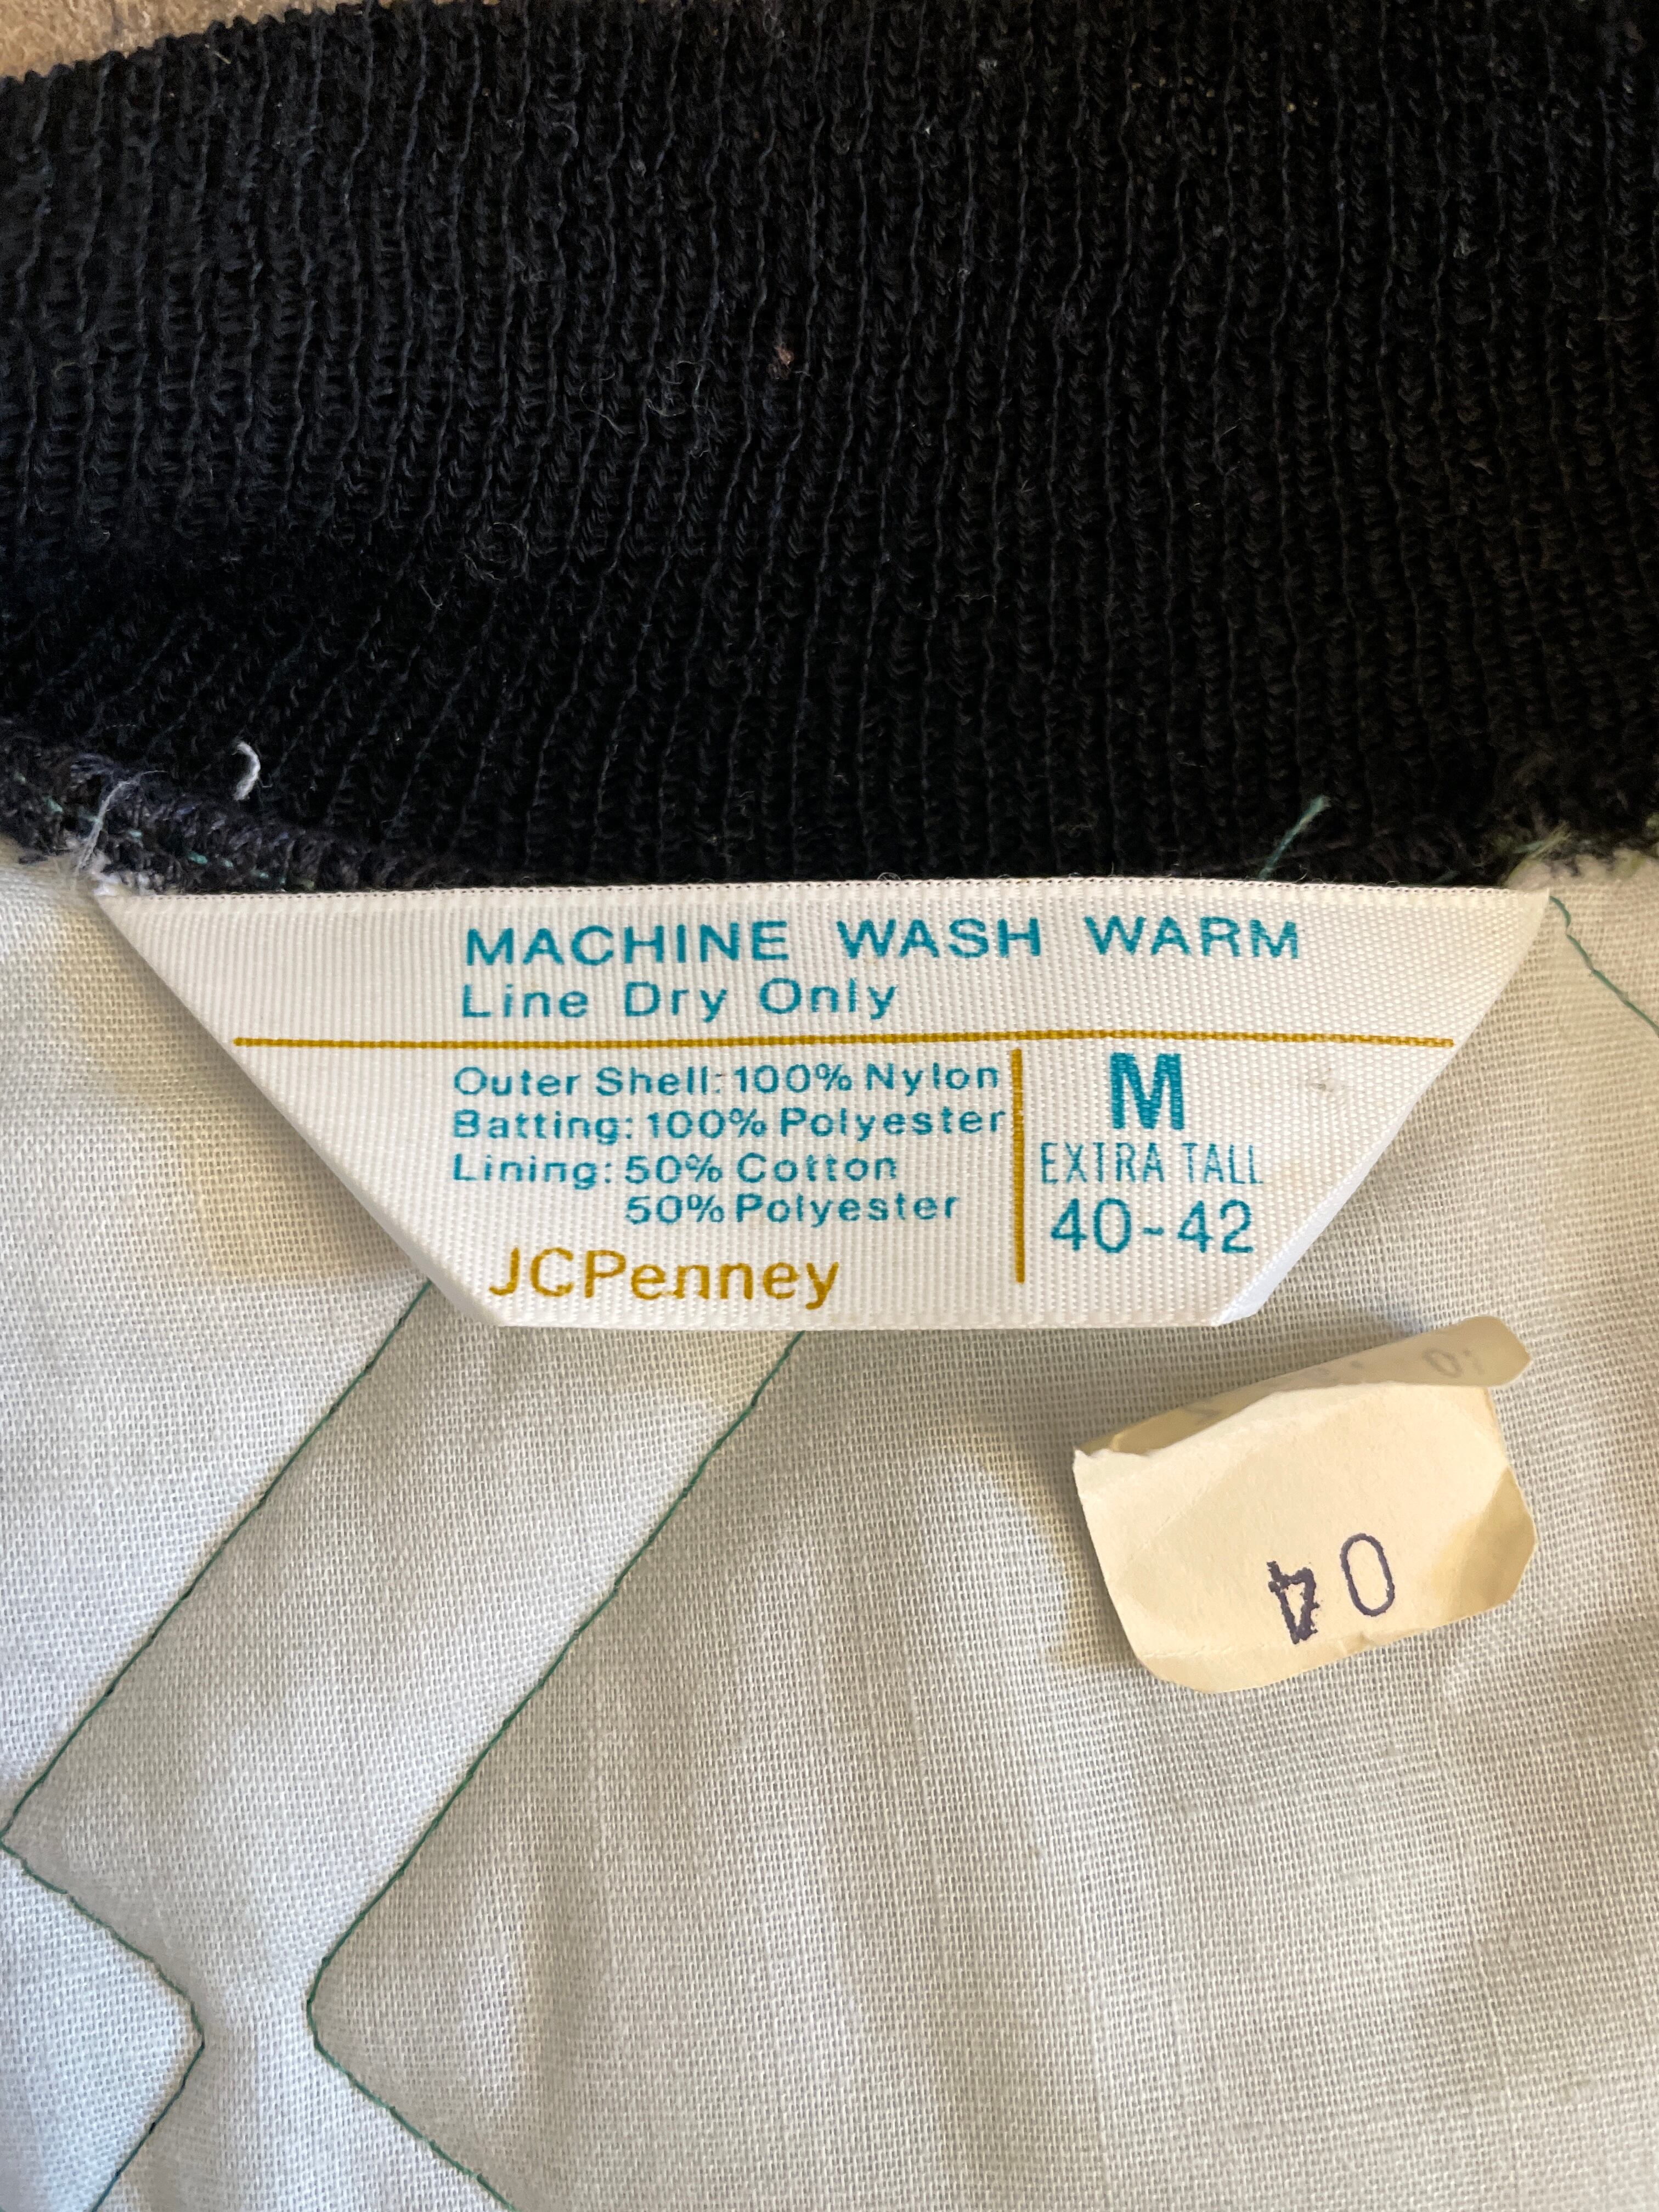 MACHINE WASH WARM
Line Dry Only
Outer Shell: 100% Nylon
Batting: 100% Polyester
Lining: 50% Cotton
50% Polyester
JCPenney
M
EXTRA TALL
40-42
04